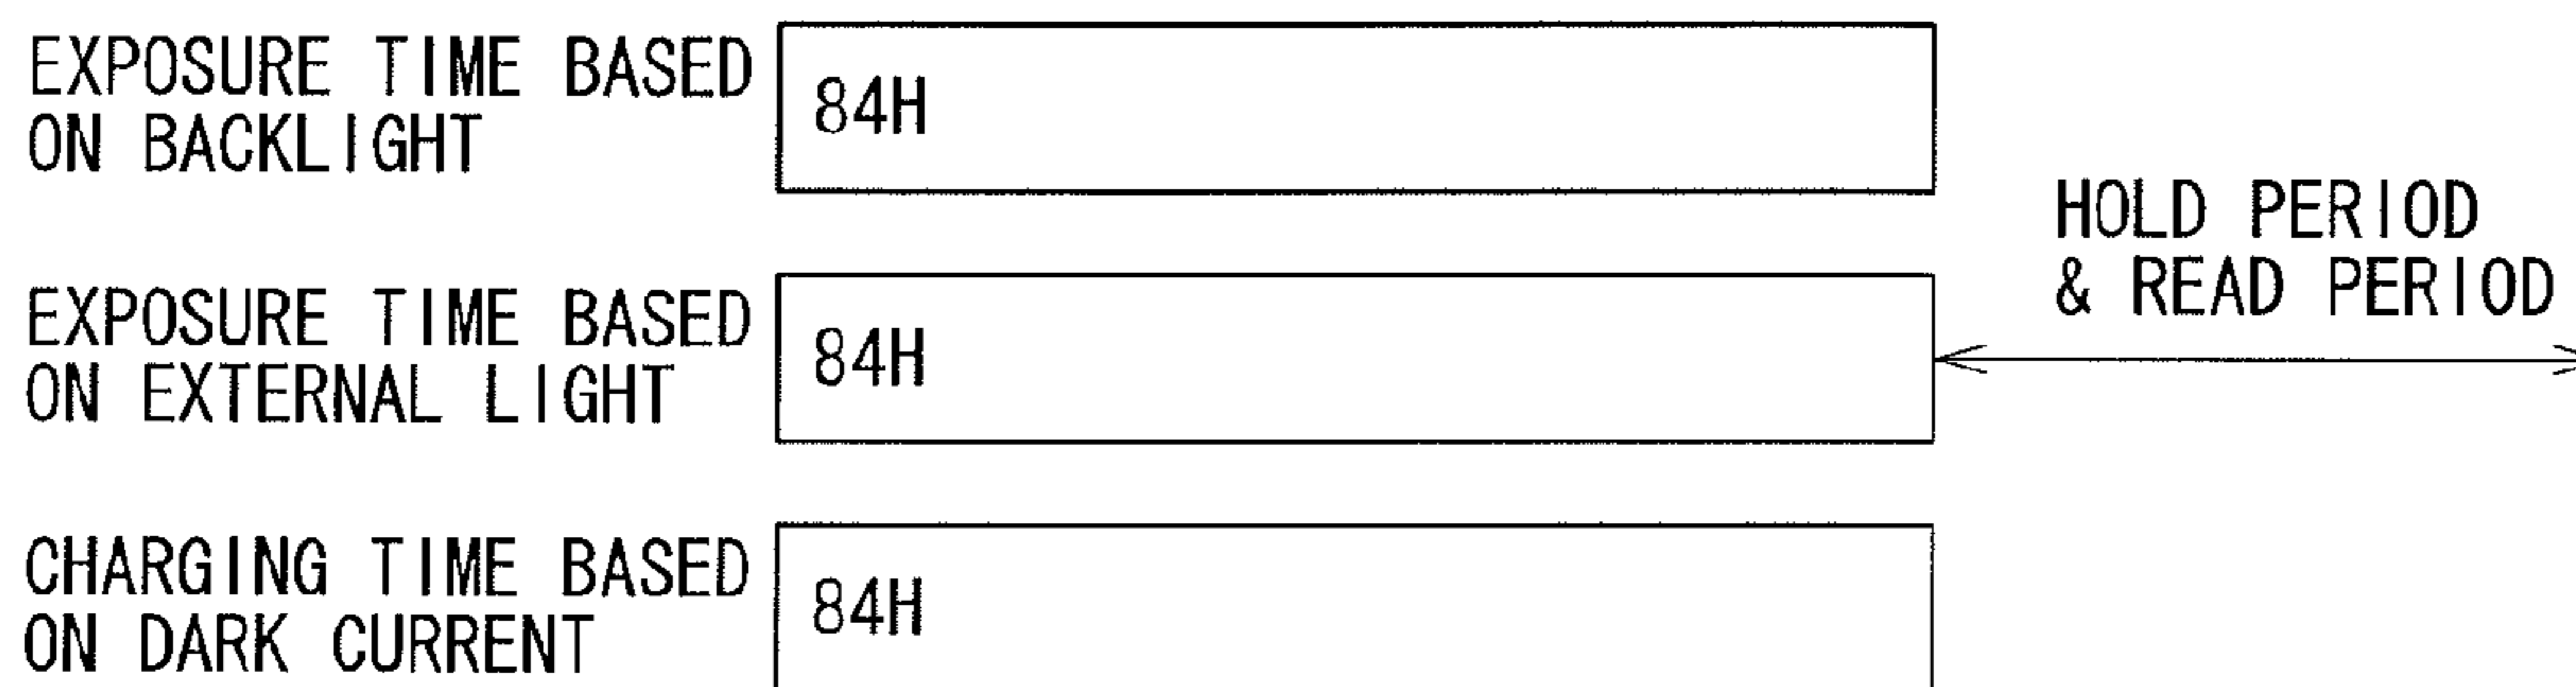 EXPOSURE TIME BASED
ON BACKLIGHT
84H
HOLD PERIOD
& READ PERIOD
EXPOSURE TIME BASED
ON EXTERNAL LIGHT
84H
CHARGING TIME BASED
ON DARK CURRENT
84H